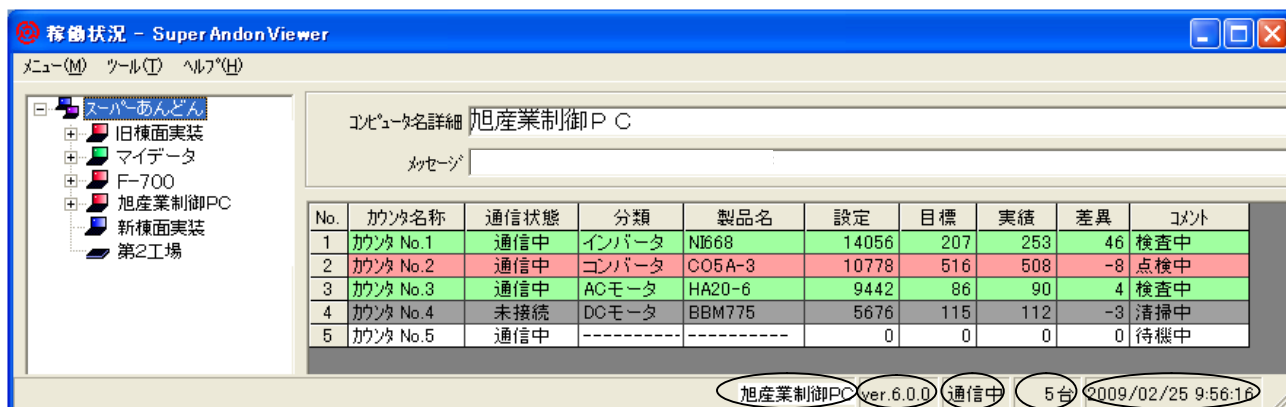 稼働状況 - SuperAndonViewer
メニュー(M) ツール(T) ヘルプ(H)
スーパーあんどん
旧棟面実装
マイデータ
F-700
旭産業制御PC
新棟面実装
第2工場
コンピュータ名詳細 旭産業制御PC
メッセージ
No. カウンタ名称 通信状態 分類 製品名 設定 目標 実績 差異 コメント
1 カウンタ No.1 通信中 インバータ NI668 14056 207 253 46 検査中
2 カウンタ No.2 通信中 コンバータ CO5A-3 10778 516 508 -8 点検中
3 カウンタ No.3 通信中 ACモータ HA20-6 9442 86 90 4 検査中
4 カウンタ No.4 未接続 DCモータ BBM775 5676 115 112 -3 清掃中
5 カウンタ No.5 通信中 ---------- ---------- 0 0 0 0 待機中
旭産業制御PC ver.6.0.0 通信中 5台 2009/02/25 9:56:16